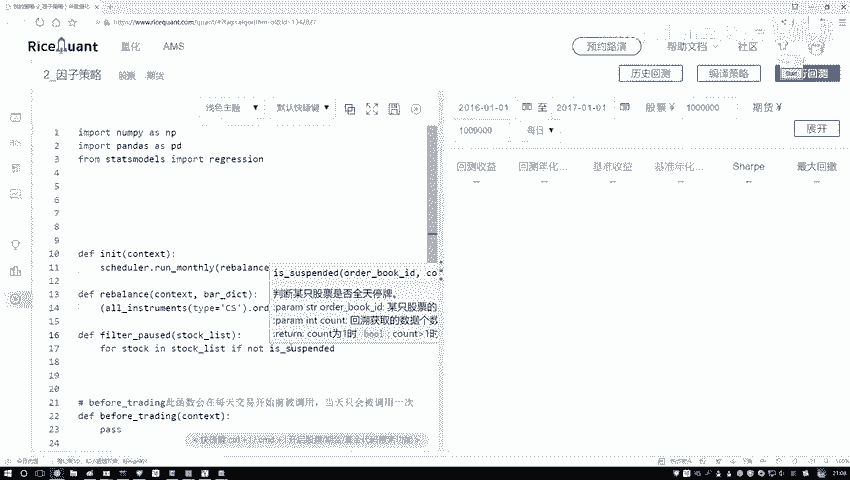 https://www.ricequant.com/quant/
RiceQuant
量化
AMS
预约路演
帮助文档
社区
2_因子策略
股票
期货
历史回测
编译策略
回测
浅色主题
默认快捷键
2016-01-01
至
2017-01-01
股票 ¥
1000000
期货 ¥
1000000
每日
展开
回测收益
回测年化...
基准收益
基准年化...
Sharpe
最大回撤
1 import numpy as np
2 import pandas as pd
3 from statsmodels import regression
4
5
6
7
8
9
10 def init(context):
11 scheduler.run_monthly(rebalance
12
13 def rebalance(context, bar_dict):
14 (all_instruments(type='CS').ord
15
16 def filter_paused(stock_list):
17 for stock in stock_list if not is_suspended
18
19
20
21 # before_trading此函数会在每天交易开始前被调用，当天只会被调用一次
22 def before_trading(context):
23 pass
24
is_suspended(order_book_id, co
判断某只股票是否全天停牌。
:param str order_book_id: 某只股票的
:param int count: 回溯获取的数据个数
:return: count为1时 bool ; count>1时
21:08